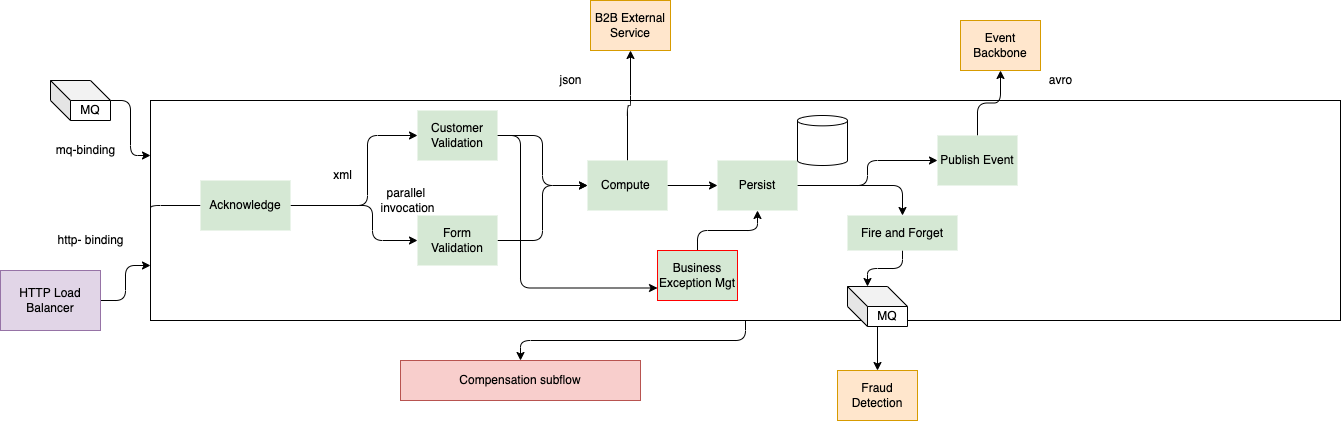 B2B External
Service
Event
Backbone
json
avro
MQ
mq-binding
Customer
Validation
xml
parallel
invocation
Acknowledge
Compute
Persist
Publish Event
http- binding
Form
Validation
Fire and Forget
Business
Exception Mgt
HTTP Load
Balancer
MQ
Compensation subflow
Fraud
Detection